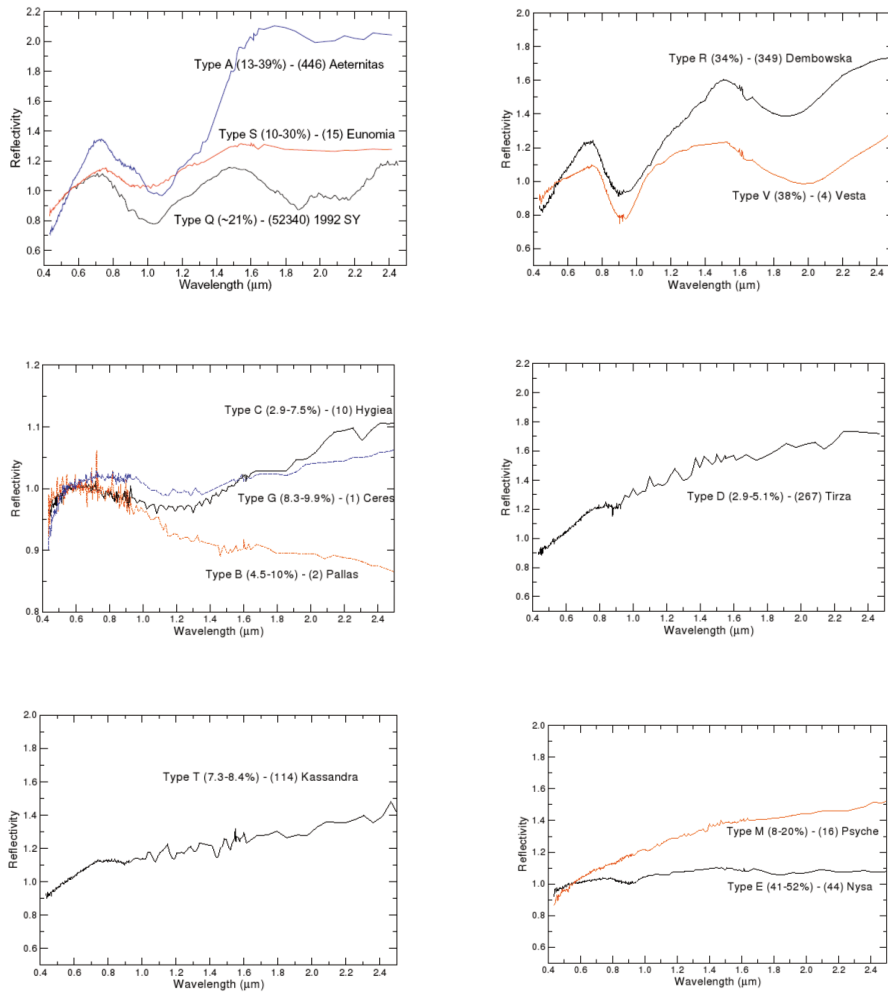 2.2
2.0
1.8
1.6
1.4
1.2
1.0
0.8
0.6
Reflectivity
Type A (13-39%) - (446) Aeternitas
Type S (10-30%) - (15) Eunomia
Type Q (~21%) - (52340) 1992 SY
0.4 0.6 0.8 1.0 1.2 1.4 1.6 1.8 2.0 2.2 2.4
Wavelength (μm)
2.0
1.8
1.6
1.4
1.2
1.0
0.8
0.6
Reflectivity
Type R (34%) - (349) Dembowska
Type V (38%) - (4) Vesta
0.4 0.6 0.8 1.0 1.2 1.4 1.6 1.8 2.0 2.2 2.4
Wavelength (μm)
1.2
1.1
1.0
0.9
0.8
Reflectivity
Type C (2.9-7.5%) - (10) Hygiea
Type G (8.3-9.9%) - (1) Ceres
Type B (4.5-10%) - (2) Pallas
0.4 0.6 0.8 1.0 1.2 1.4 1.6 1.8 2.0 2.2 2.4
Wavelength (μm)
2.2
2.0
1.8
1.6
1.4
1.2
1.0
0.8
0.6
Reflectivity
Type D (2.9-5.1%) - (267) Tirza
0.4 0.6 0.8 1.0 1.2 1.4 1.6 1.8 2.0 2.2 2.4
Wavelength (μm)
2.0
1.8
1.6
1.4
1.2
1.0
0.8
0.6
Reflectivity
Type T (7.3-8.4%) - (114) Kassandra
0.4 0.6 0.8 1.0 1.2 1.4 1.6 1.8 2.0 2.2 2.4
Wavelength (μm)
2.0
1.8
1.6
1.4
1.2
1.0
0.8
0.6
Reflectivity
Type M (8-20%) - (16) Psyche
Type E (41-52%) - (44) Nysa
0.4 0.6 0.8 1.0 1.2 1.4 1.6 1.8 2.0 2.2 2.4
Wavelength (μm)